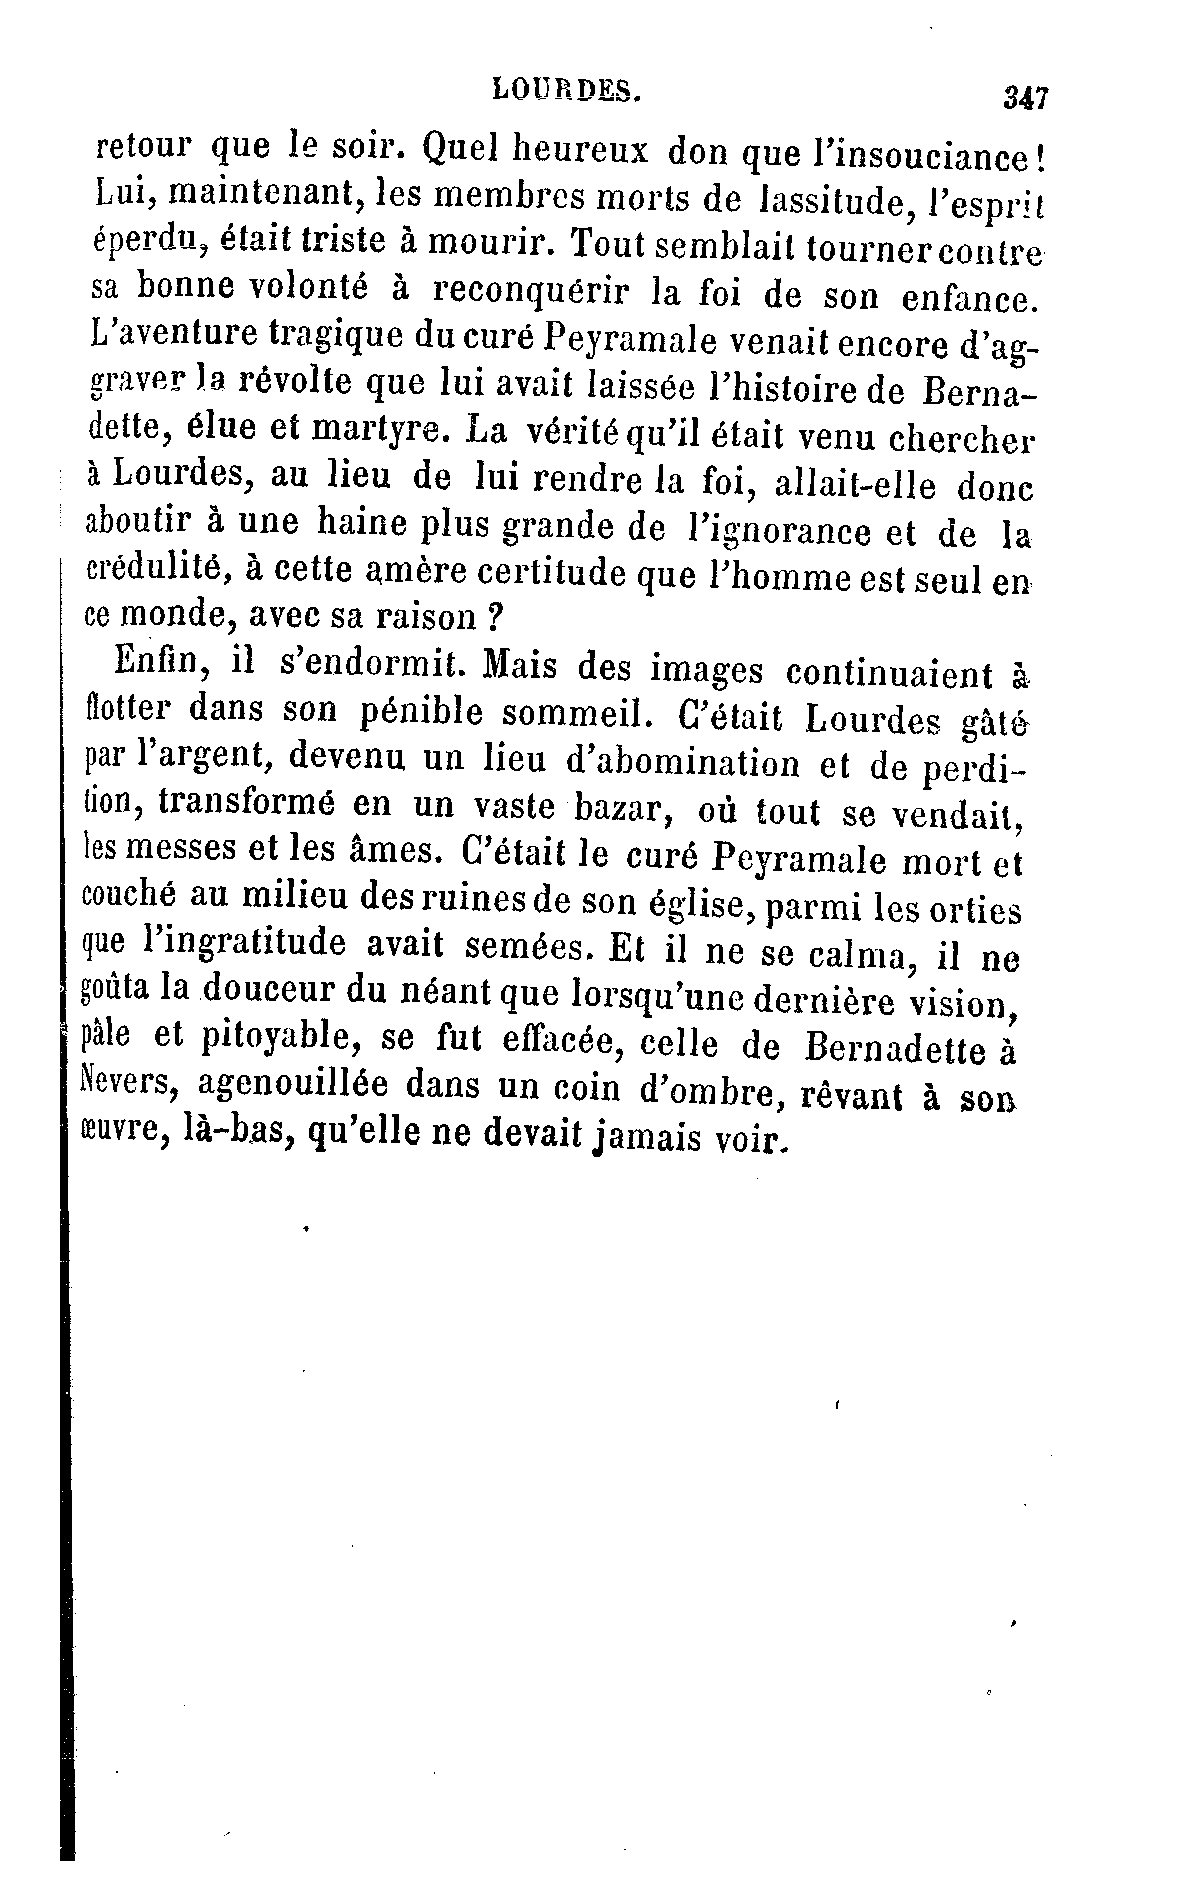 LOURDES. 347
retour que le soir. Quel heureux don que l'insouciance !
Lui, maintenant, les membres morts de lassitude, l'esprit
éperdu, était triste à mourir. Tout semblait tourner contre
sa bonne volonté à reconquérir la foi de son enfance.
L'aventure tragique du curé Peyramale venait encore d'ag-
graver la révolte que lui avait laissée l'histoire de Berna-
dette, élue et martyre. La vérité qu'il était venu chercher
à Lourdes, au lieu de lui rendre la foi, allait-elle donc
aboutir à une haine plus grande de l'ignorance et de la
crédulité, à cette amère certitude que l'homme est seul en
ce monde, avec sa raison ?
Enfin, il s'endormit. Mais des images continuaient à
flotter dans son pénible sommeil. C'était Lourdes gâté
par l'argent, devenu un lieu d'abomination et de perdi-
tion, transformé en un vaste bazar, où tout se vendait,
les messes et les âmes. C'était le curé Peyramale mort et
couché au milieu des ruines de son église, parmi les orties
que l'ingratitude avait semées. Et il ne se calma, il ne
goûta la douceur du néant que lorsqu'une dernière vision,
pâle et pitoyable, se fut effacée, celle de Bernadette à
Nevers, agenouillée dans un coin d'ombre, rêvant à son
œuvre, là-bas, qu'elle ne devait jamais voir.